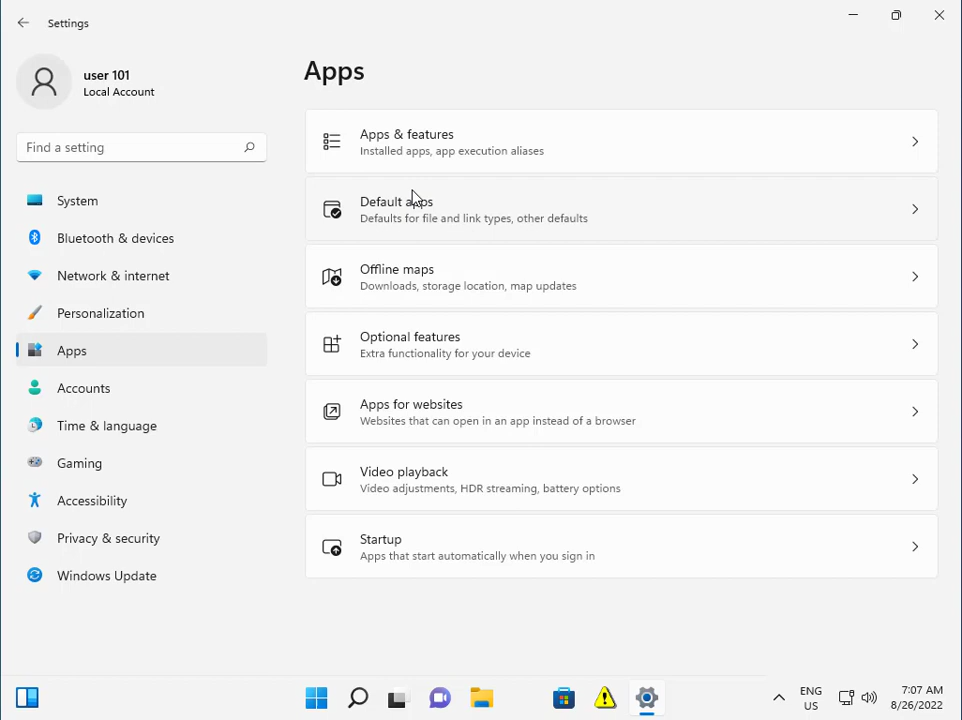 Settings
user 101
Local Account
Find a setting
System
Bluetooth & devices
Network & internet
Personalization
Apps
Accounts
Time & language
Gaming
Accessibility
Privacy & security
Windows Update
Apps
Apps & features
Installed apps, app execution aliases
Default apps
Defaults for file and link types, other defaults
Offline maps
Downloads, storage location, map updates
Optional features
Extra functionality for your device
Apps for websites
Websites that can open in an app instead of a browser
Video playback
Video adjustments, HDR streaming, battery options
Startup
Apps that start automatically when you sign in
ENG
US
7:07 AM
8/26/2022